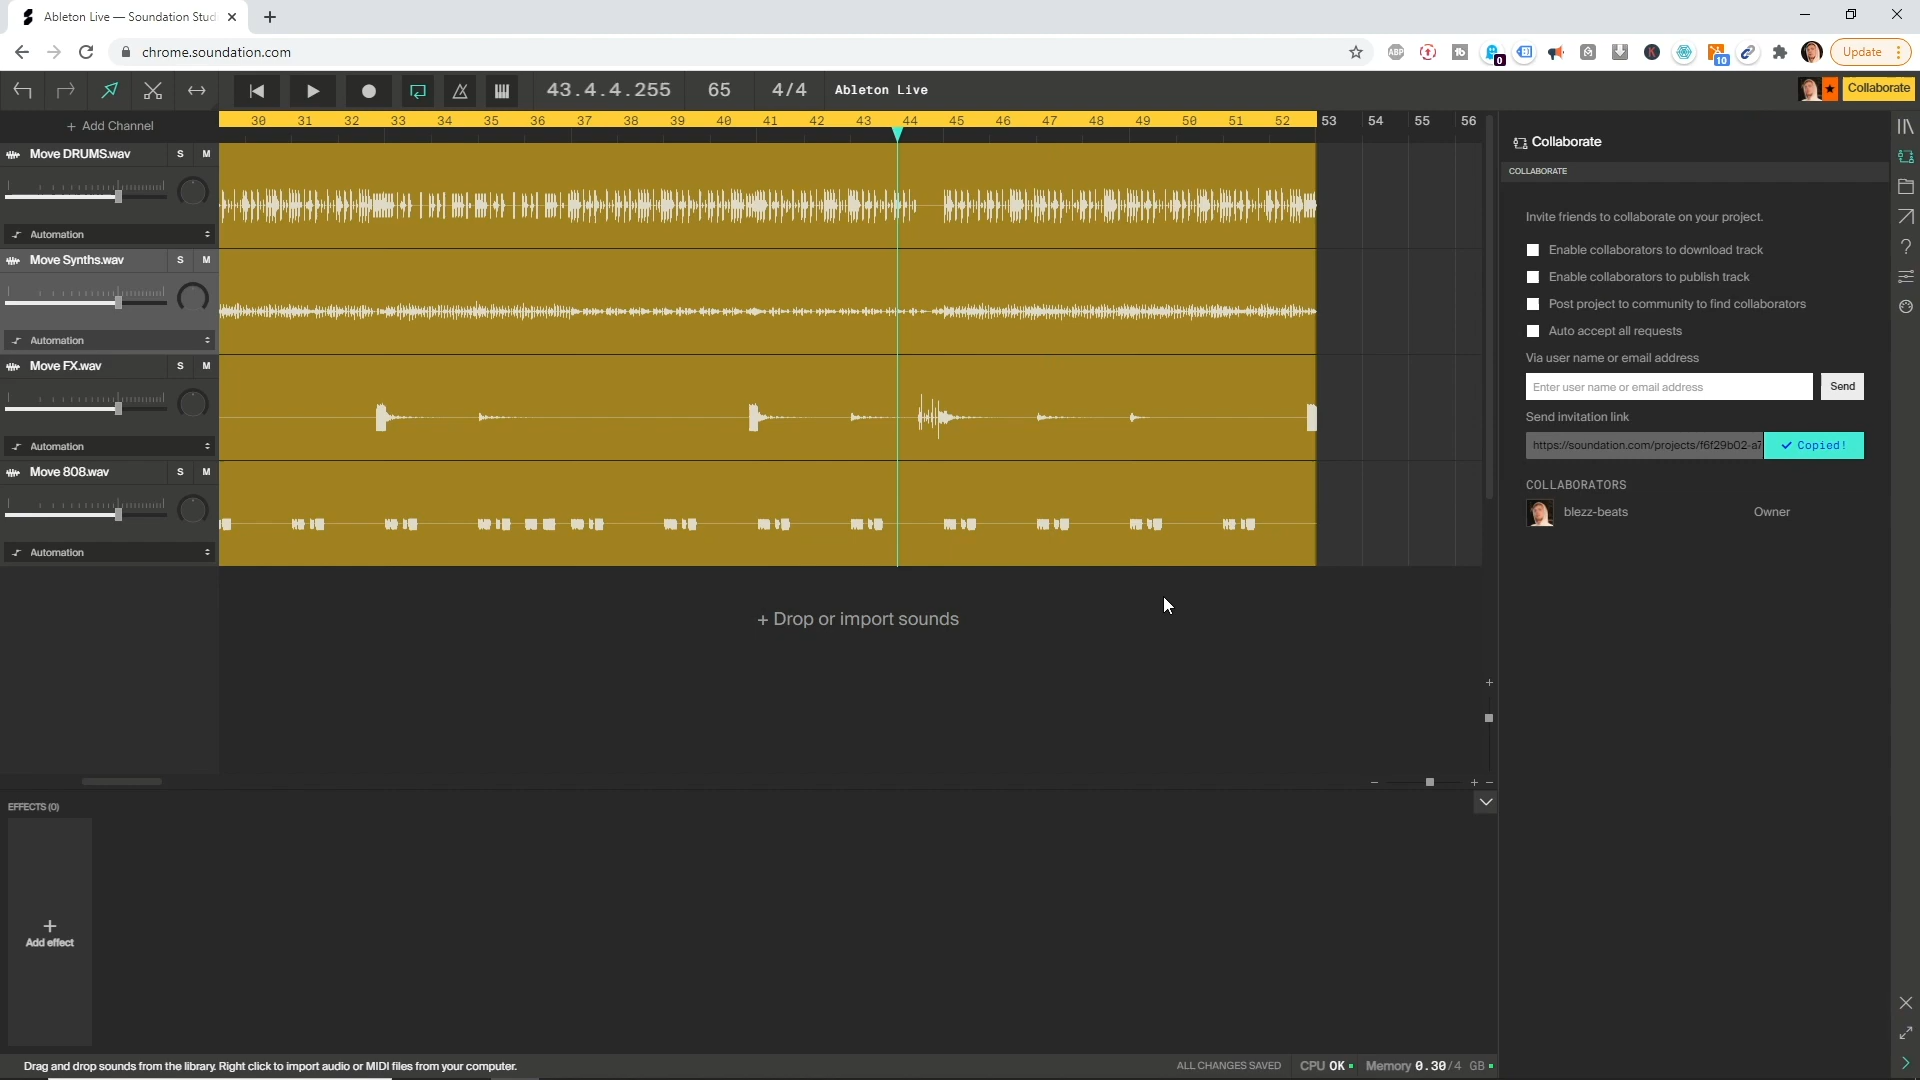 Ableton Live — Soundation Stud
chrome.soundation.com
ABP
tb
0
K
10
Update
43.4.4.255
65
4/4
Ableton Live
Collaborate
+ Add Channel
30 31 32 33 34 35 36 37 38 39 40 41 42 43 44 45 46 47 48 49 50 51 52 53 54 55 56
Move DRUMS.wav S M
Automation
Move Synths.wav S M
Automation
Move FX.wav S M
Automation
Move 808.wav S M
Automation
+ Drop or import sounds
Collaborate
COLLABORATE
Invite friends to collaborate on your project.
Enable collaborators to download track
Enable collaborators to publish track
Post project to community to find collaborators
Auto accept all requests
Via user name or email address
Enter user name or email address
Send
Send invitation link
https://soundation.com/projects/f6f29b02-a7
Copied!
COLLABORATORS
blezz-beats
Owner
EFFECTS (0)
+
Add effect
Drag and drop sounds from the library. Right click to import audio or MIDI files from your computer.
ALL CHANGES SAVED
CPU OK
Memory 0.30/4 GB